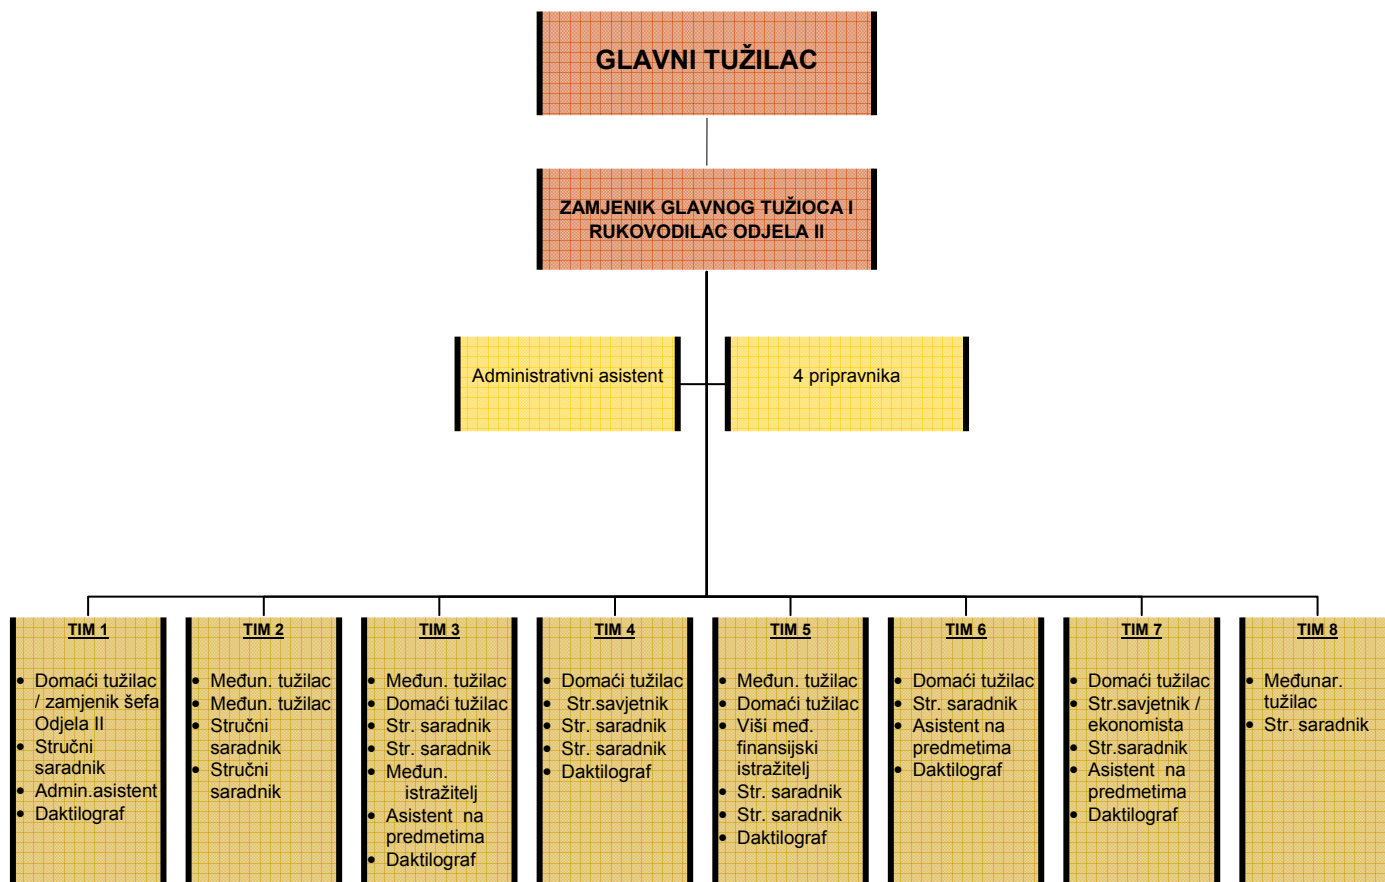 GLAVNI TUŽILAC
ZAMJENIK GLAVNOG TUŽIOCA I
RUKOVODILAC ODJELA II
Administrativni asistent
4 pripravnika
TIM 1
• Domaći tužilac
/ zamjenik šefa
Odjela II
• Stručni
saradnik
• Admin.asistent
• Daktilograf
TIM 2
• Međun. tužilac
• Međun. tužilac
• Stručni
saradnik
• Stručni
saradnik
TIM 3
• Međun. tužilac
• Domaći tužilac
• Str. saradnik
• Str. saradnik
• Međun.
istražitelj
• Asistent na
predmetima
• Daktilograf
TIM 4
• Domaći tužilac
• Str.savjetnik
• Str. saradnik
• Str. saradnik
• Daktilograf
TIM 5
• Međun. tužilac
• Domaći tužilac
• Viši međ.
finansijski
istražitelj
• Str. saradnik
• Str. saradnik
• Daktilograf
TIM 6
• Domaći tužilac
• Str. saradnik
• Asistent na
predmetima
• Daktilograf
TIM 7
• Domaći tužilac
• Str.savjetnik /
ekonomista
• Str.saradnik
• Asistent na
predmetima
• Daktilograf
TIM 8
• Međunar.
tužilac
• Str. saradnik